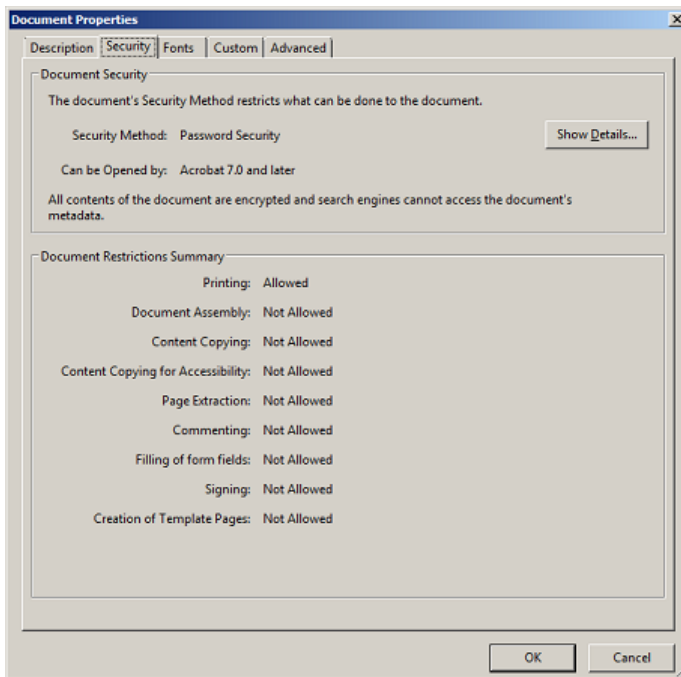 Document Properties
Description Security Fonts Custom Advanced
Document Security
The document's Security Method restricts what can be done to the document.
Security Method: Password Security Show Details...
Can be Opened by: Acrobat 7.0 and later
All contents of the document are encrypted and search engines cannot access the document's
metadata.
Document Restrictions Summary
Printing: Allowed
Document Assembly: Not Allowed
Content Copying: Not Allowed
Content Copying for Accessibility: Not Allowed
Page Extraction: Not Allowed
Commenting: Not Allowed
Filling of form fields: Not Allowed
Signing: Not Allowed
Creation of Template Pages: Not Allowed
OK Cancel